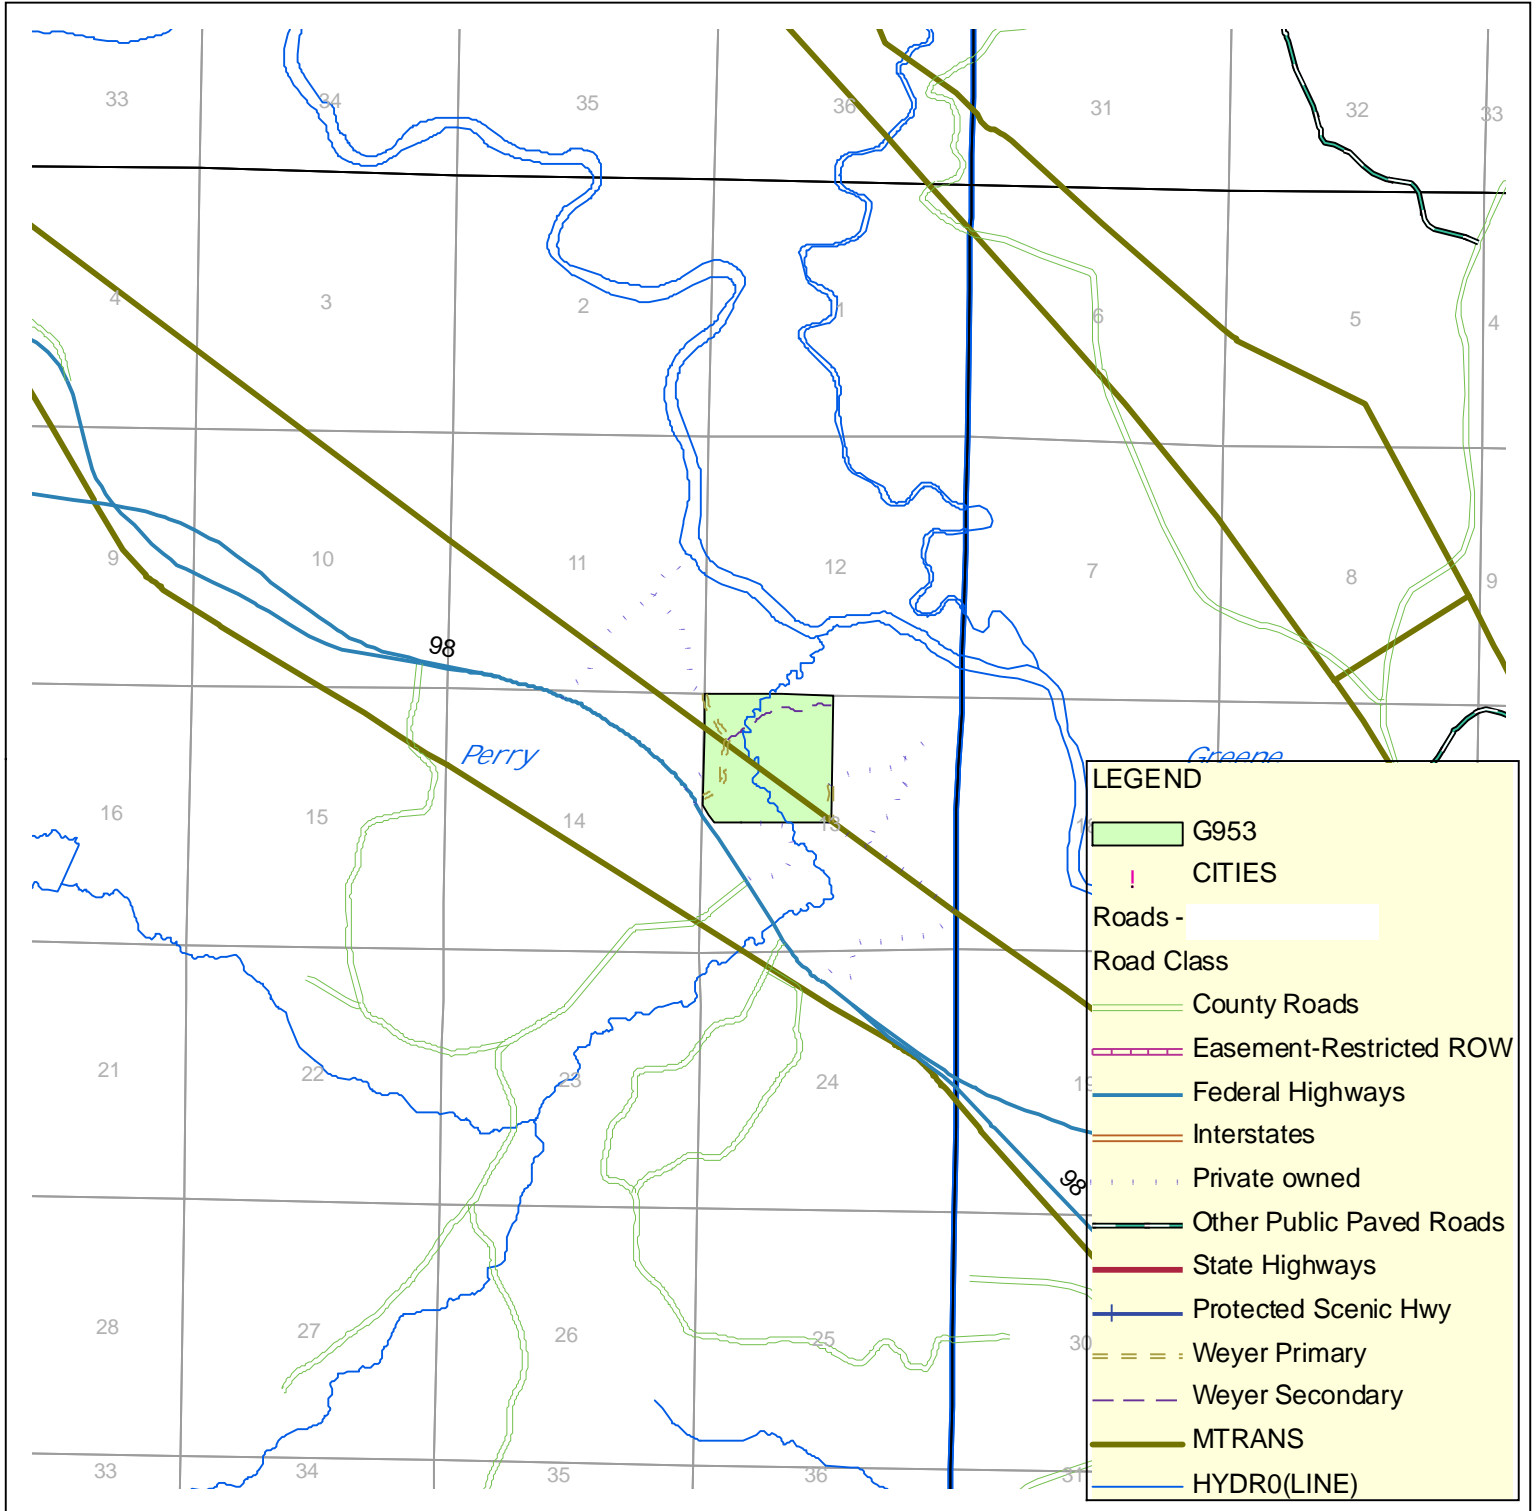 33 34 35 36 31 32 33
4 3 2 1 6 5 4
9 10 11 12 7 8 9
98
Perry Greene
16 15 14 13
21 22 23 24 19
98
28 27 26 25 30
33 34 35 36 31
LEGEND
G953
! CITIES
Roads -
Road Class
County Roads
Easement-Restricted ROW
Federal Highways
Interstates
Private owned
Other Public Paved Roads
State Highways
Protected Scenic Hwy
Weyer Primary
Weyer Secondary
MTRANS
HYDR0(LINE)